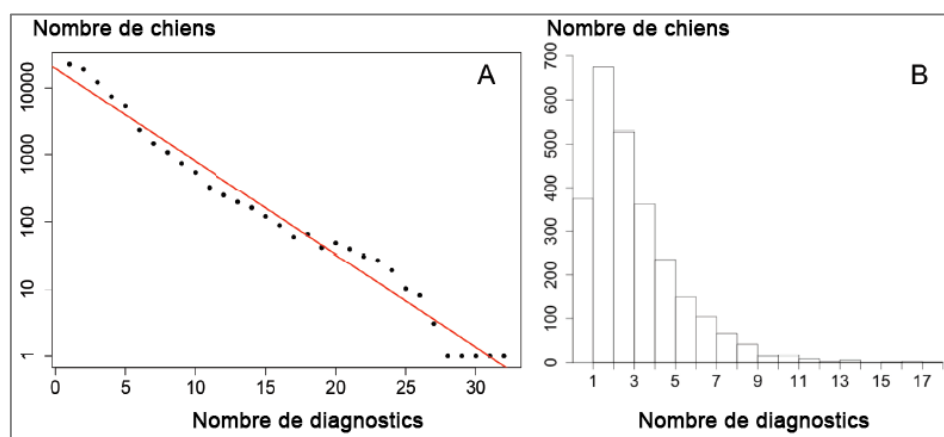 Nombre de chiens
A
10000
1000
100
10
1
0 5 10 15 20 25 30
Nombre de diagnostics
Nombre de chiens
B
700
600
500
400
300
200
100
0
1 3 5 7 9 11 13 15 17
Nombre de diagnostics